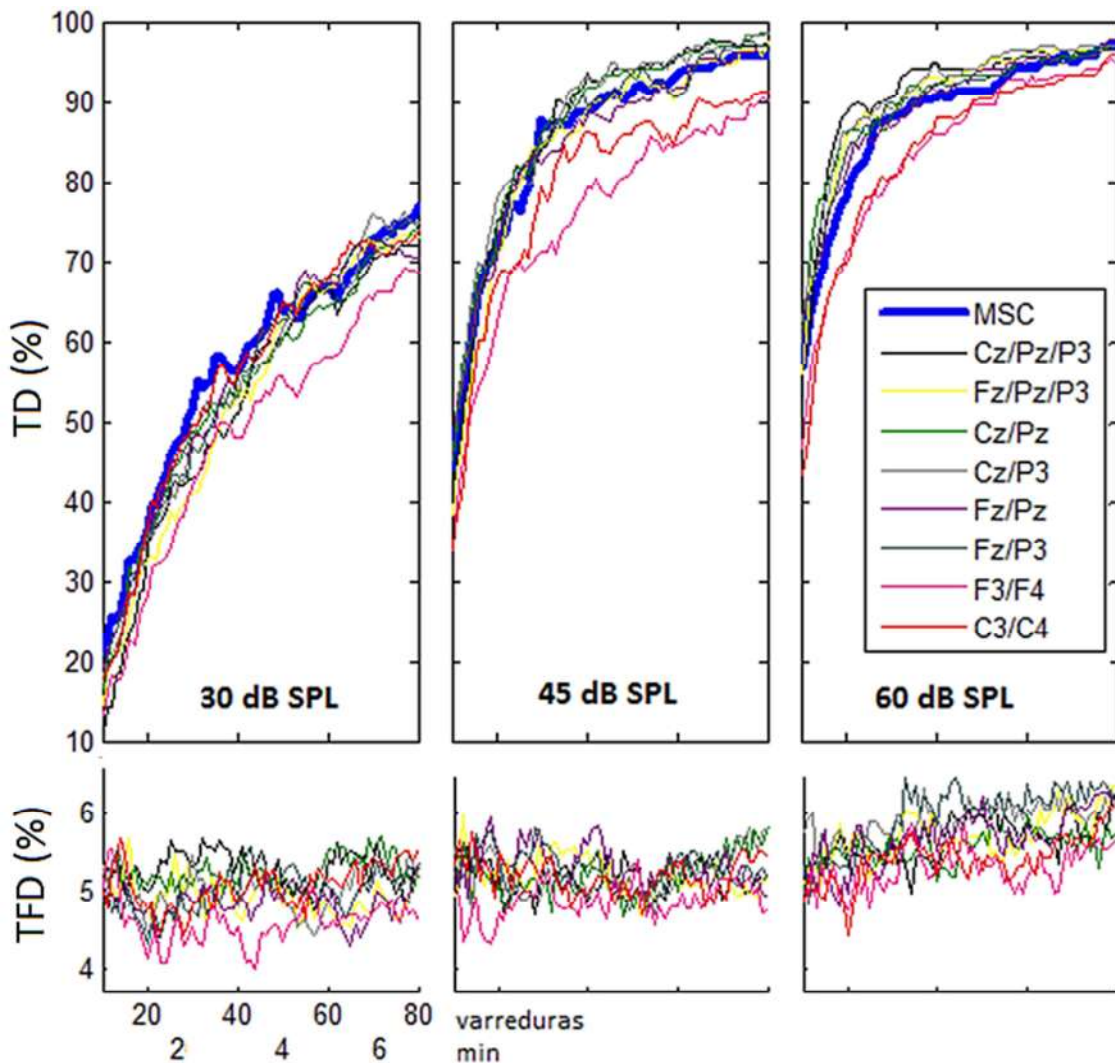 100
90
80
70
60
50
40
30
20
10
TD (%)
30 dB SPL
45 dB SPL
60 dB SPL
MSC
Cz/Pz/P3
Fz/Pz/P3
Cz/Pz
Cz/P3
Fz/Pz
Fz/P3
F3/F4
C3/C4
6
5
4
TFD (%)
20 40 60 80 varreduras
2 4 6 min